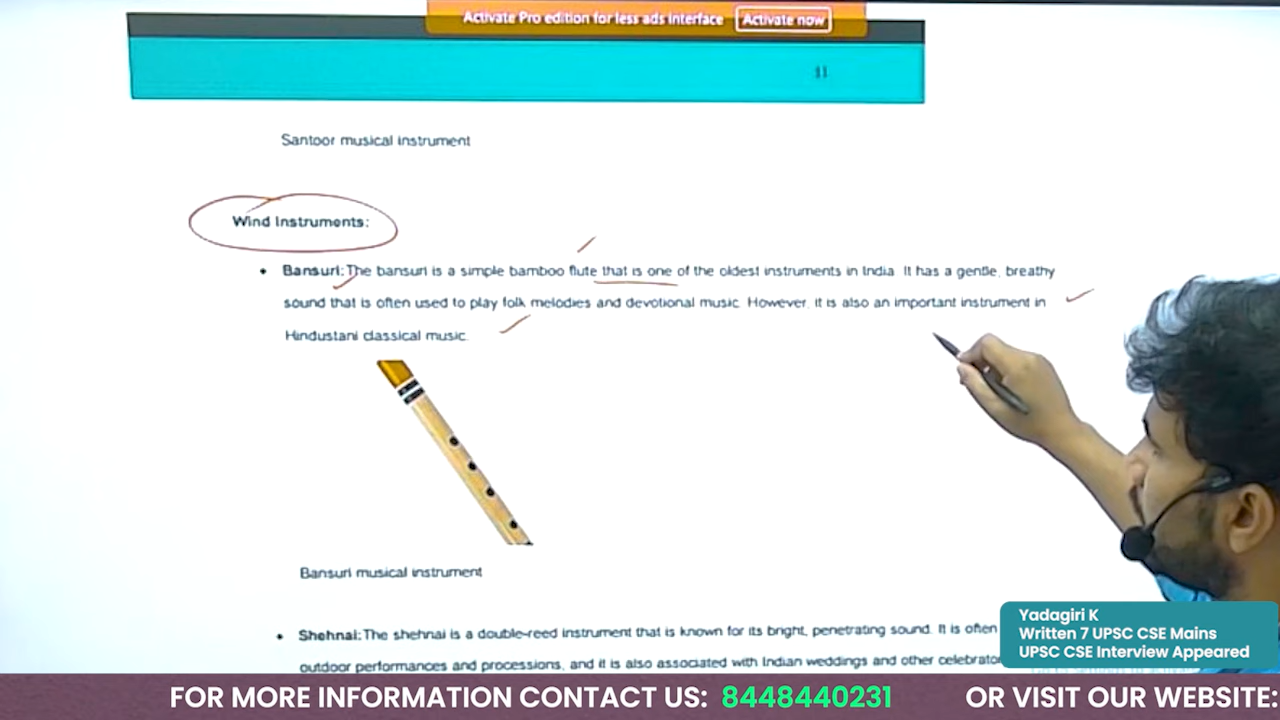 Activate Pro edition for less ads interface Activate now
11
Santoor musical instrument
Wind Instruments:
• Bansuri: The bansuri is a simple bamboo flute that is one of the oldest instruments in India. It has a gentle, breathy
sound that is often used to play folk melodies and devotional music. However, it is also an important instrument in
Hindustani classical music.
Bansuri musical instrument
• Shehnai: The shehnai is a double-reed instrument that is known for its bright, penetrating sound. It is often
outdoor performances and processions, and it is also associated with Indian weddings and other
Yadagiri K
Written 7 UPSC CSE Mains
UPSC CSE Interview Appeared
FOR MORE INFORMATION CONTACT US: 8448440231 OR VISIT OUR WEBSITE: